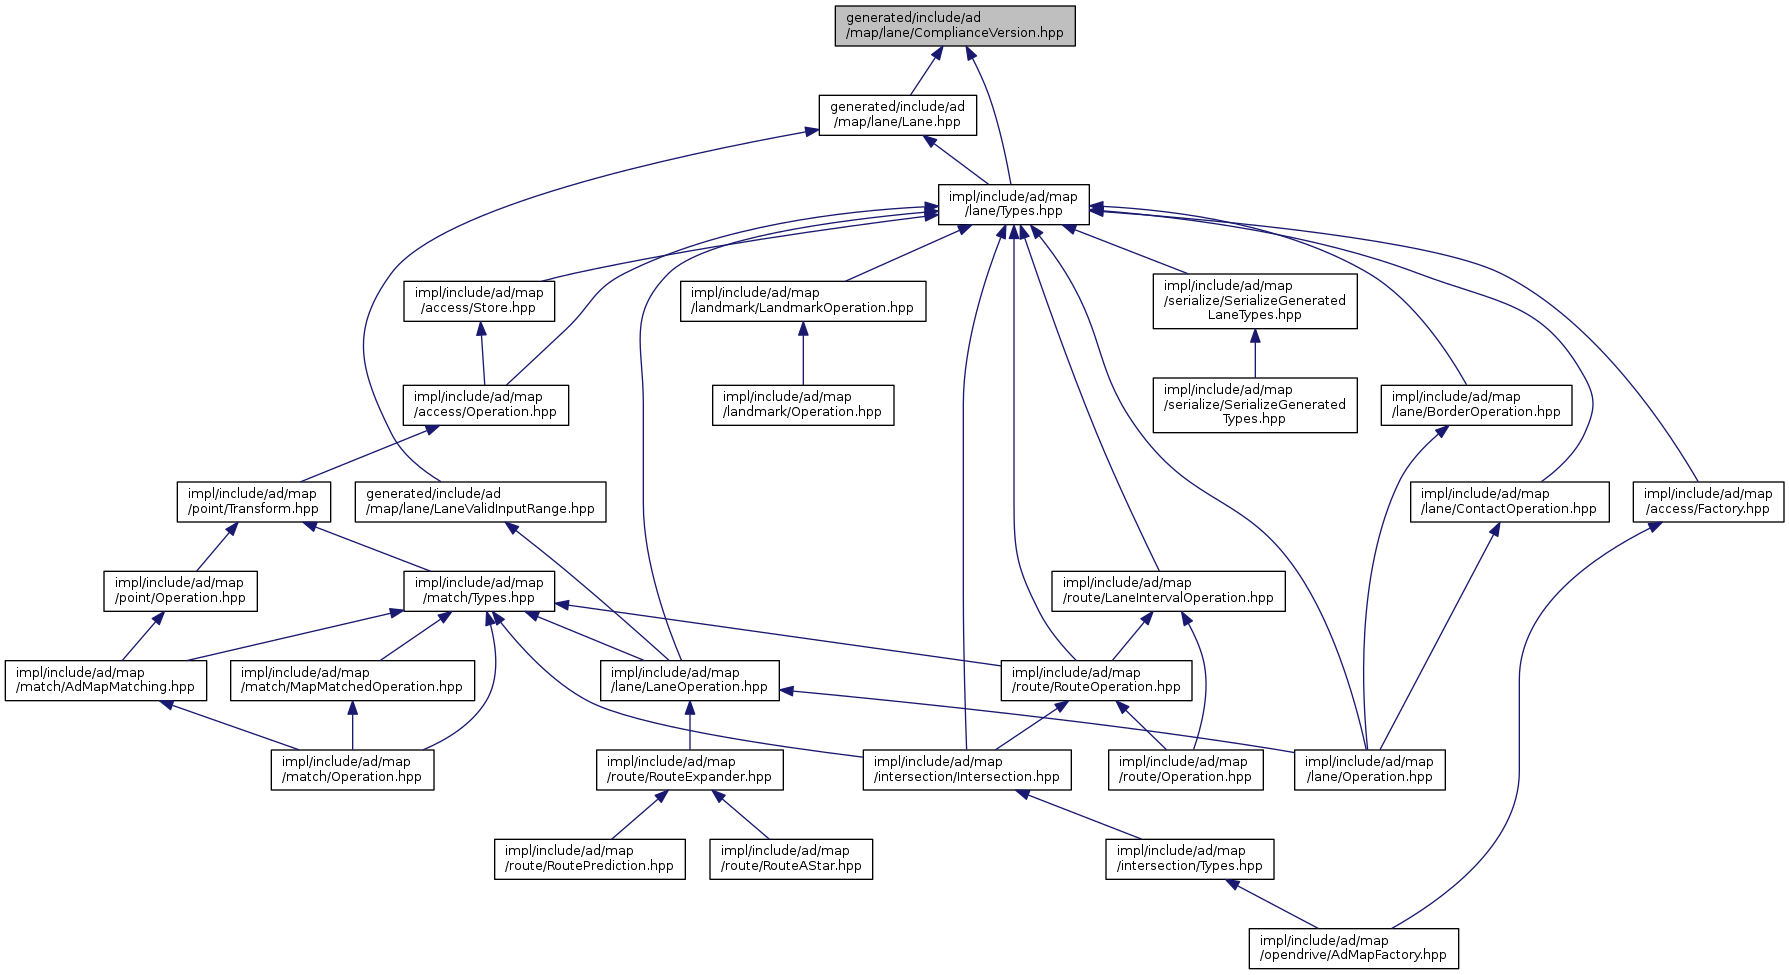 generated/include/ad
/map/lane/ComplianceVersion.hpp
generated/include/ad
/map/lane/Lane.hpp
impl/include/ad/map
/lane/Types.hpp
impl/include/ad/map
/access/Store.hpp
impl/include/ad/map
/landmark/LandmarkOperation.hpp
impl/include/ad/map
/serialize/SerializeGenerated
LaneTypes.hpp
impl/include/ad/map
/access/Operation.hpp
impl/include/ad/map
/landmark/Operation.hpp
impl/include/ad/map
/serialize/SerializeGenerated
Types.hpp
impl/include/ad/map
/lane/BorderOperation.hpp
impl/include/ad/map
/point/Transform.hpp
generated/include/ad
/map/lane/LaneValidInputRange.hpp
impl/include/ad/map
/lane/ContactOperation.hpp
impl/include/ad/map
/access/Factory.hpp
impl/include/ad/map
/point/Operation.hpp
impl/include/ad/map
/match/Types.hpp
impl/include/ad/map
/route/LaneIntervalOperation.hpp
impl/include/ad/map
/match/AdMapMatching.hpp
impl/include/ad/map
/match/MapMatchedOperation.hpp
impl/include/ad/map
/lane/LaneOperation.hpp
impl/include/ad/map
/route/RouteOperation.hpp
impl/include/ad/map
/match/Operation.hpp
impl/include/ad/map
/route/RouteExpander.hpp
impl/include/ad/map
/intersection/Intersection.hpp
impl/include/ad/map
/route/Operation.hpp
impl/include/ad/map
/lane/Operation.hpp
impl/include/ad/map
/route/RoutePrediction.hpp
impl/include/ad/map
/route/RouteAStar.hpp
impl/include/ad/map
/intersection/Types.hpp
impl/include/ad/map
/opendrive/AdMapFactory.hpp